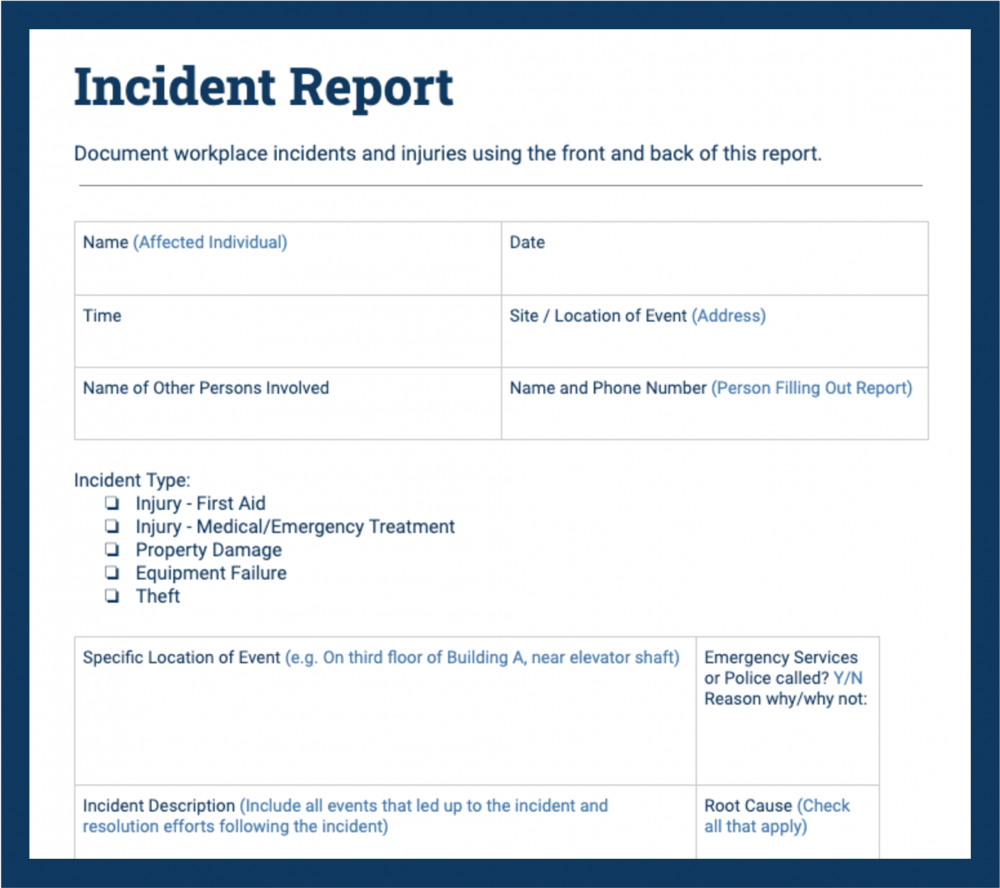 Incident Report
Document workplace incidents and injuries using the front and back of this report.
Name (Affected Individual)
Date
Time
Site / Location of Event (Address)
Name of Other Persons Involved
Name and Phone Number (Person Filling Out Report)
Incident Type:
❏ Injury - First Aid
❏ Injury - Medical/Emergency Treatment
❏ Property Damage
❏ Equipment Failure
❏ Theft
Specific Location of Event (e.g. On third floor of Building A, near elevator shaft)
Emergency Services
or Police called? Y/N
Reason why/why not:
Incident Description (Include all events that led up to the incident and
resolution efforts following the incident)
Root Cause (Check
all that apply)